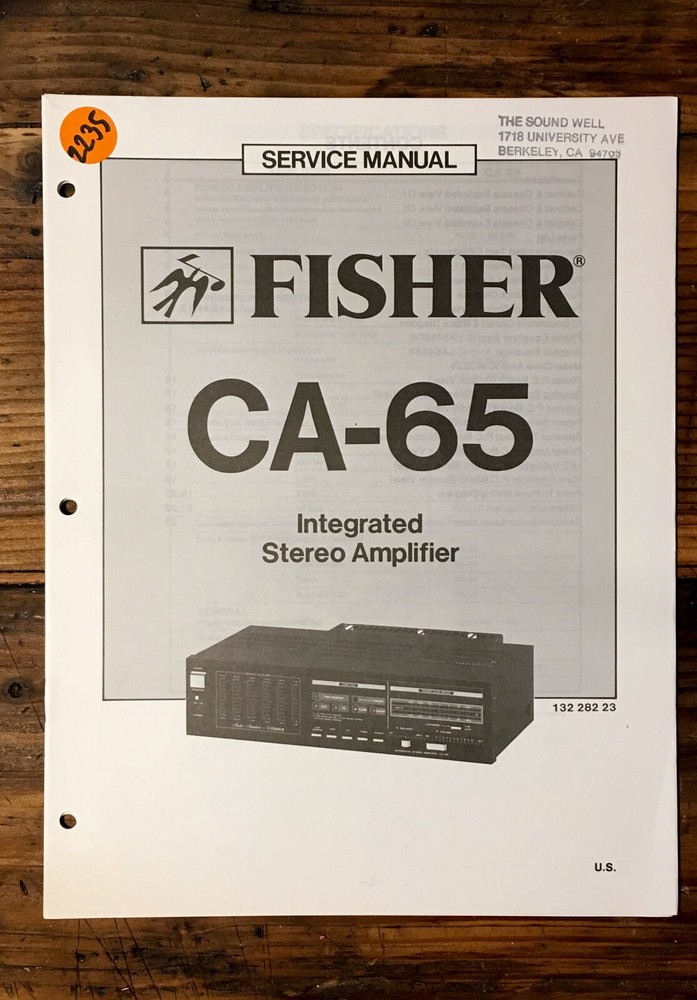 2235
THE SOUND WELL
1718 UNIVERSITY AVE
BERKELEY, CA 94703
SERVICE MANUAL
FISHER®
CA-65
Integrated
Stereo Amplifier
132 282 23
U.S.